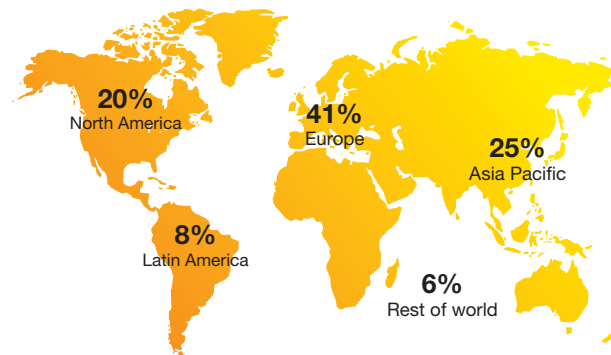 20%
North America
41%
Europe
25%
Asia Pacific
8%
Latin America
6%
Rest of world